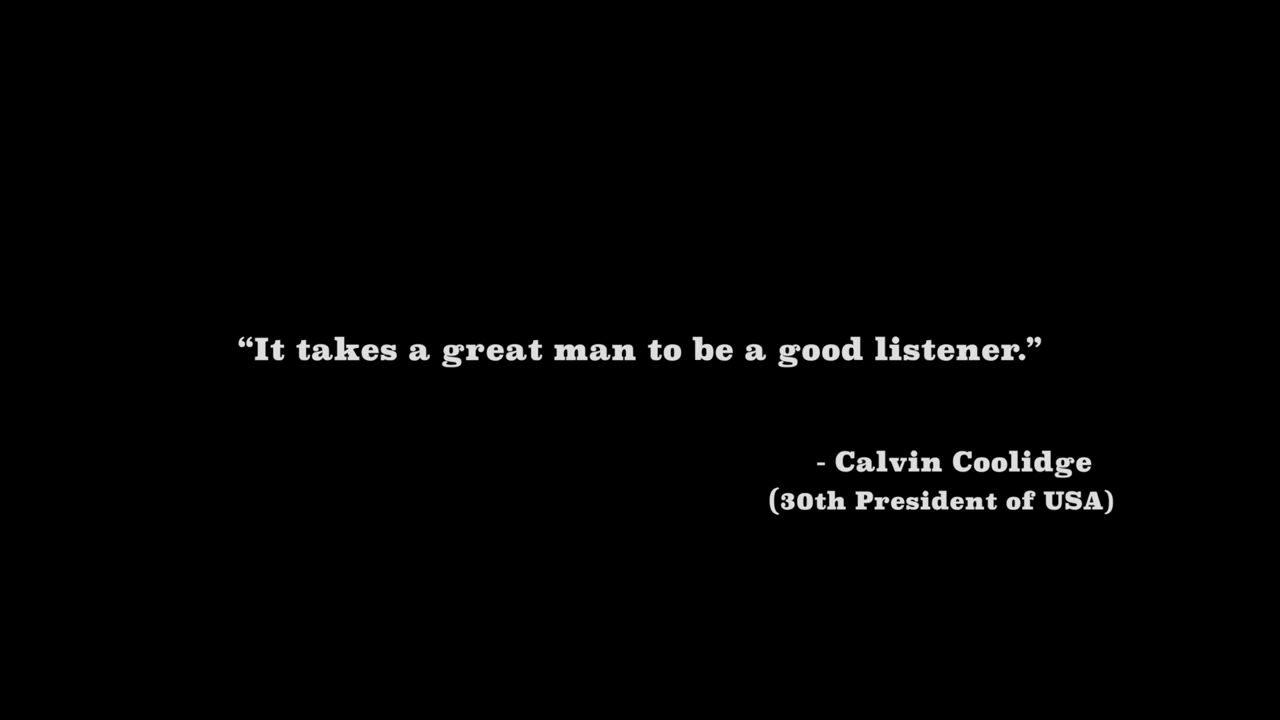 “It takes a great man to be a good listener.”
- Calvin Coolidge
(30th President of USA)